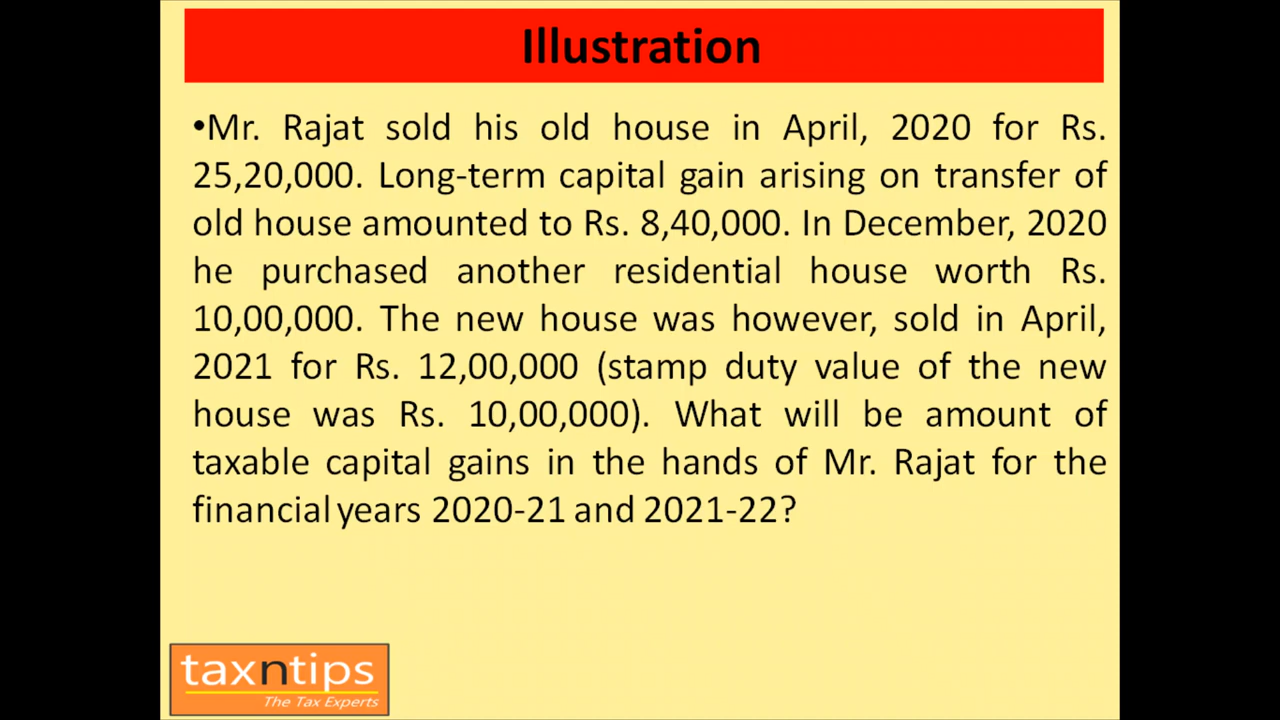 Illustration
•Mr. Rajat sold his old house in April, 2020 for Rs.
25,20,000. Long-term capital gain arising on transfer of
old house amounted to Rs. 8,40,000. In December, 2020
he purchased another residential house worth Rs.
10,00,000. The new house was however, sold in April,
2021 for Rs. 12,00,000 (stamp duty value of the new
house was Rs. 10,00,000). What will be amount of
taxable capital gains in the hands of Mr. Rajat for the
financial years 2020-21 and 2021-22?
taxntips
The Tax Experts